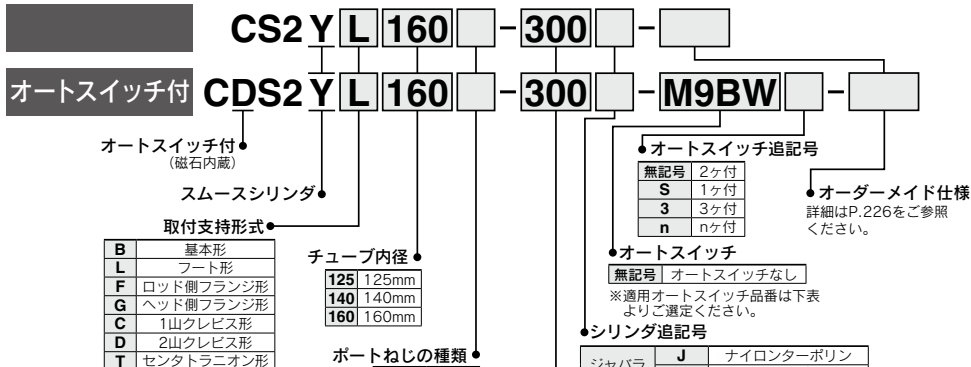 CS2YL160-300-
オートスイッチ付 CDS2YL160-300-M9BW-
オートスイッチ付
(磁石内蔵)
スムースシリンダ
取付支持形式
B 基本形
L フート形
F ロッド側フランジ形
G ヘッド側フランジ形
C 1山クレビス形
D 2山クレビス形
T センタトラニオン形
チューブ内径
125 125mm
140 140mm
160 160mm
ポートねじの種類
オートスイッチ追記号
無記号 2ヶ付
S 1ヶ付
3 3ヶ付
n nヶ付
オートスイッチ
無記号 オートスイッチなし
※適用オートスイッチ品番は下表
よりご選定ください。
シリンダ追記号
ジャバラ J ナイロンターポリン
オーダーメイド仕様
詳細はP.226をご参照
ください。